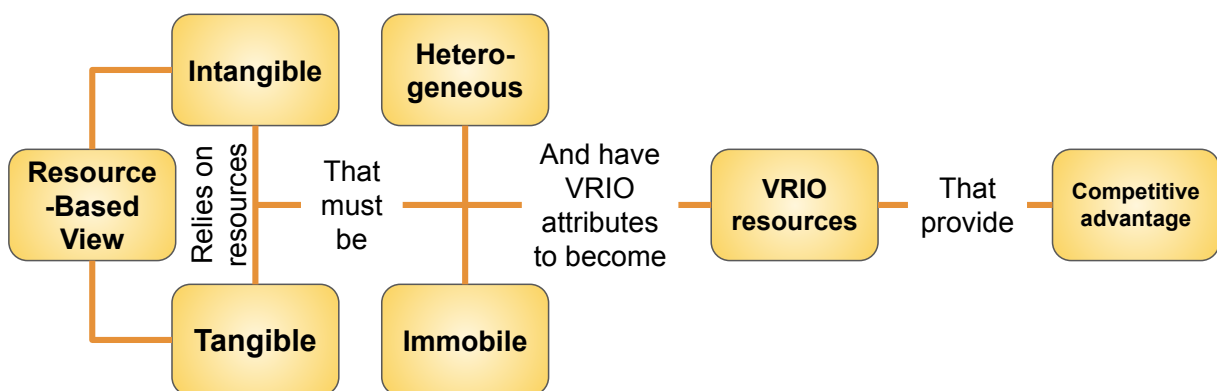 Resource
-Based
View
Intangible
Relies on
resources
Tangible
That
must
be
Hetero-
geneous
Immobile
And have
VRIO
attributes
to become
VRIO
resources
That
provide
Competitive
advantage